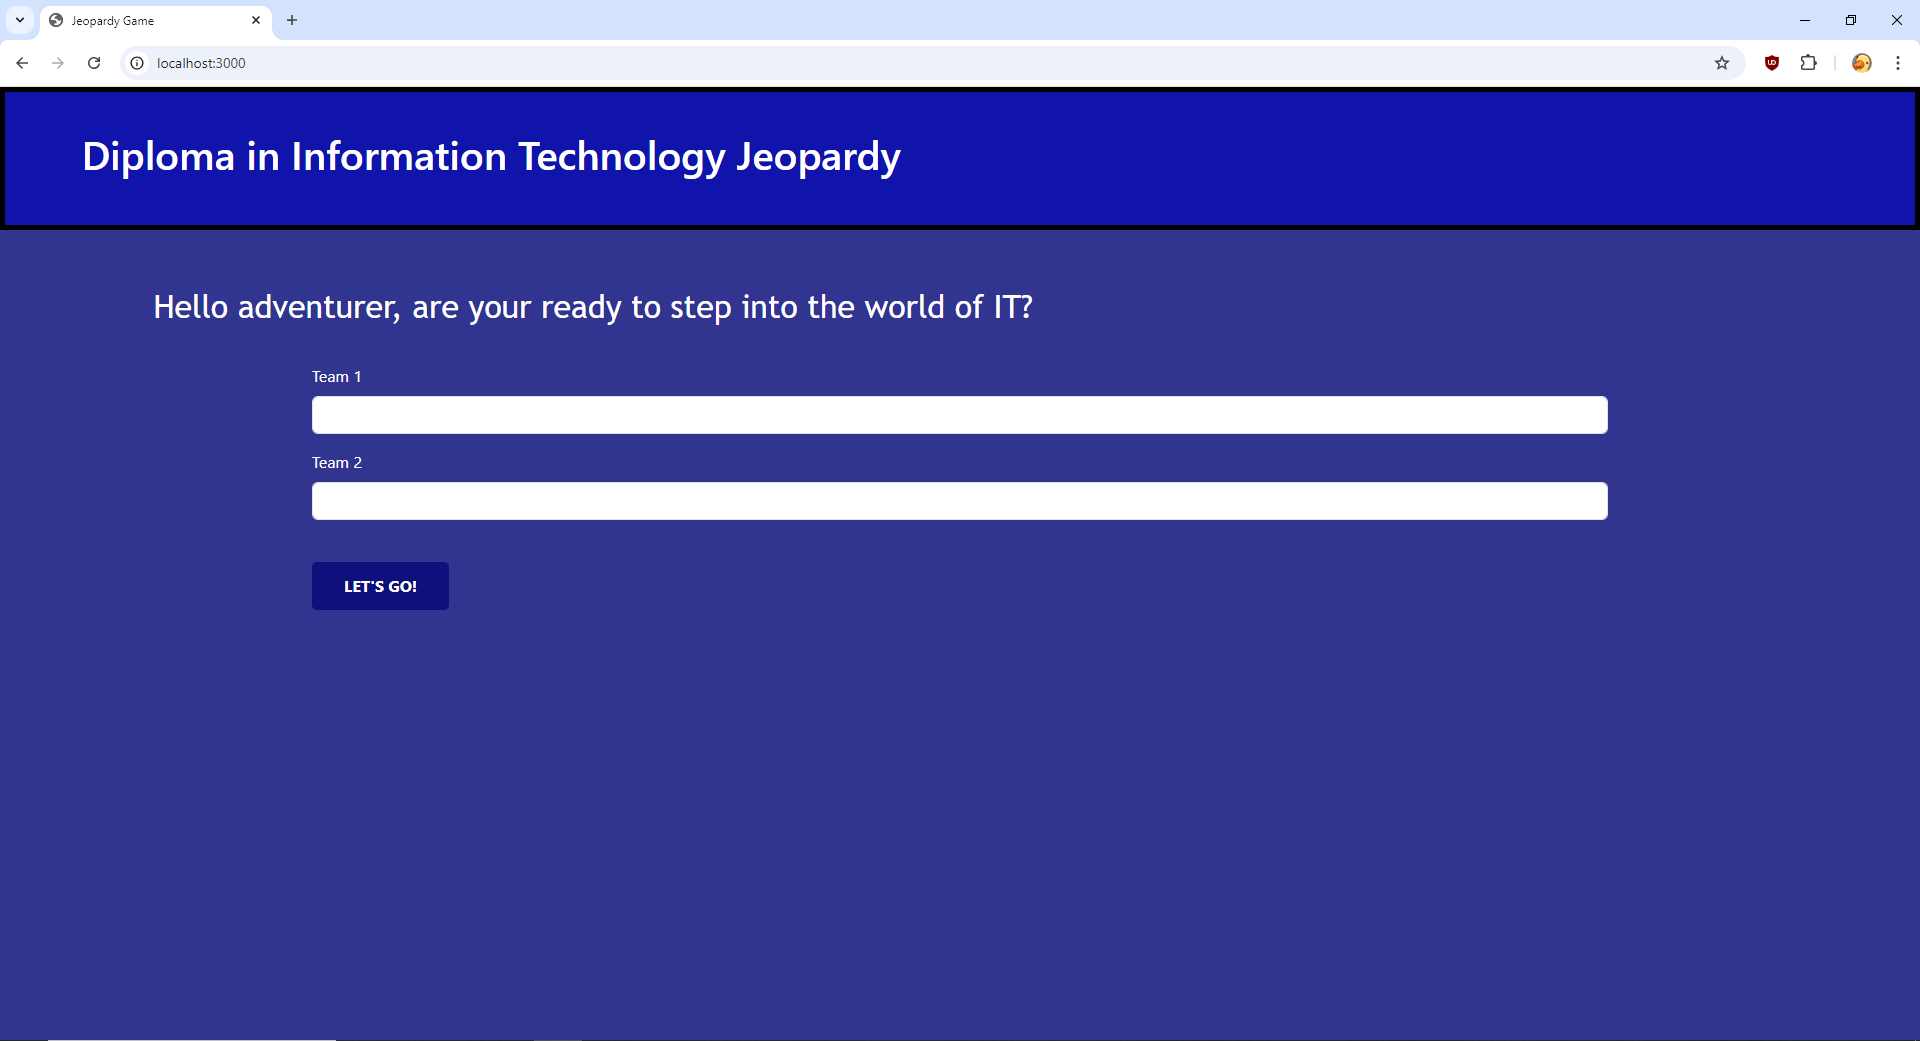 Jeopardy Game
localhost:3000
Diploma in Information Technology Jeopardy
Hello adventurer, are your ready to step into the world of IT?
Team 1
Team 2
LET'S GO!